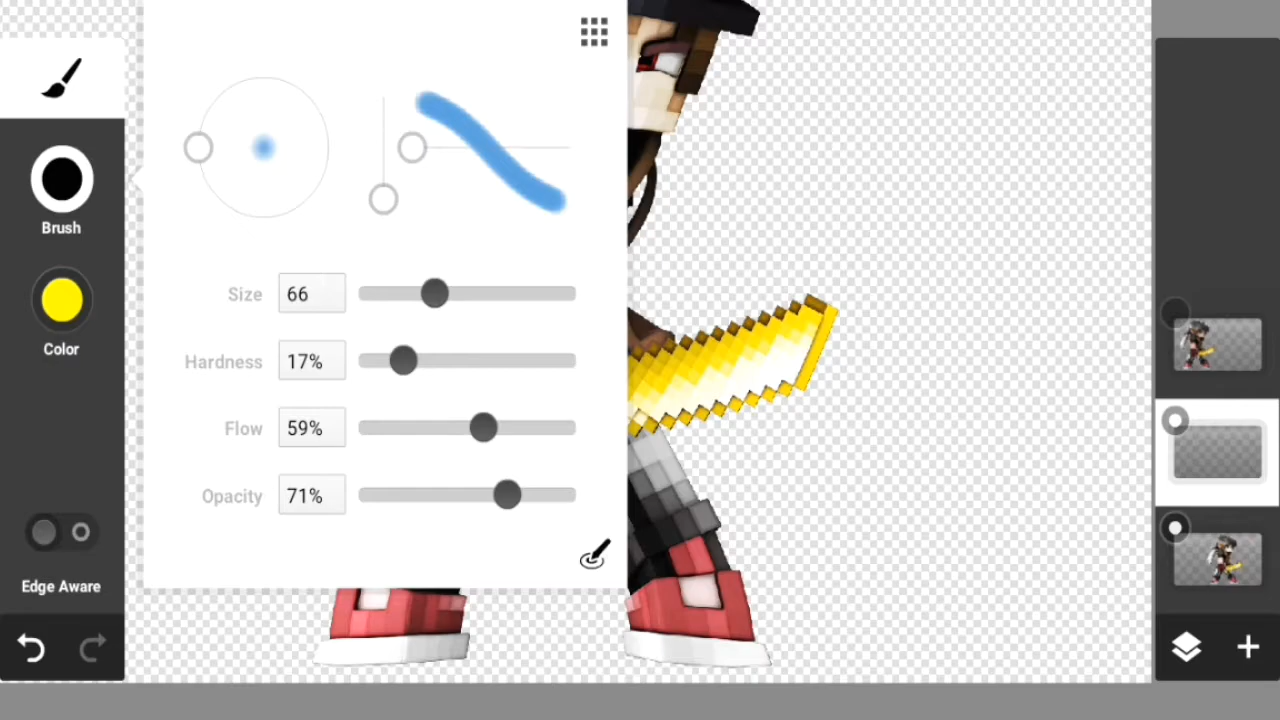 Brush
Color
Edge Aware
Size 66
Hardness 17%
Flow 59%
Opacity 71%